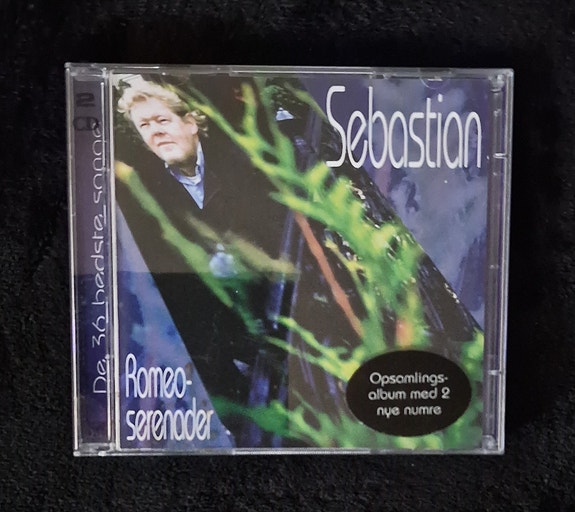 2
CD
De 36 bedste sange
Sebastian
Romeo-
serenader
Opsamlings-
album med 2
nye numre